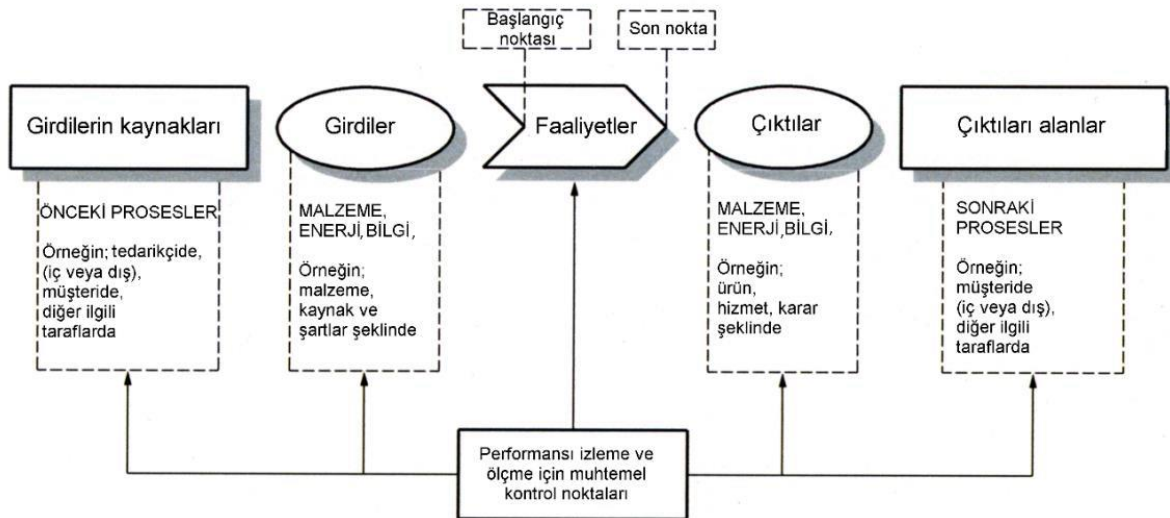 Başlangıç
noktası
Son nokta
Girdilerin kaynakları
Girdiler
Faaliyetler
Çıktılar
Çıktıları alanlar
ÖNCEKİ PROSESLER
Örneğin; tedarikçide,
(iç veya dış),
müşteride,
diğer ilgili
taraflarda
MALZEME,
ENERJİ,BİLGİ,
Örneğin;
malzeme,
kaynak ve
şartlar şeklinde
MALZEME,
ENERJİ,BİLGİ,
Örneğin;
ürün,
hizmet, karar
şeklinde
SONRAKİ
PROSESLER
Örneğin;
müşteride
(iç veya dış),
diğer ilgili
taraflarda
Performansı izleme ve
ölçme için muhtemel
kontrol noktaları